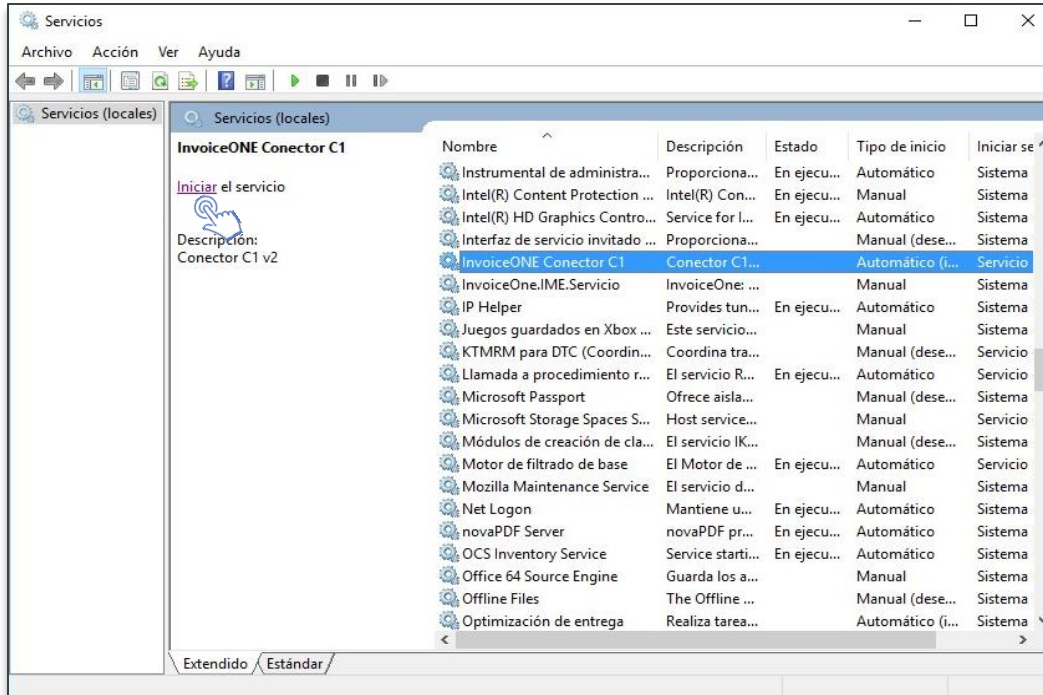 Servicios
Archivo Acción Ver Ayuda
Servicios (locales)
Servicios (locales)
InvoiceONE Conector C1
Iniciar el servicio
Descripción:
Conector C1 v2
Nombre Descripción Estado Tipo de inicio Iniciar se
Instrumental de administra... Proporciona... En ejecu... Automático Sistema
Intel(R) Content Protection ... Intel(R) Con... En ejecu... Manual Sistema
Intel(R) HD Graphics Contro... Service for I... En ejecu... Automático Sistema
Interfaz de servicio invitado ... Proporciona... Manual (dese... Sistema
InvoiceONE Conector C1 Conector C1... Automático (i... Servicio
InvoiceOne.IME.Servicio InvoiceOne: ... Manual Sistema
IP Helper Provides tun... En ejecu... Automático Sistema
Juegos guardados en Xbox ... Este servicio... Manual Sistema
KTMRM para DTC (Coordin... Coordina tra... Manual (dese... Servicio
Llamada a procedimiento r... El servicio R... En ejecu... Automático Servicio
Microsoft Passport Ofrece aisla... Manual (dese... Sistema
Microsoft Storage Spaces S... Host service... Manual Servicio
Módulos de creación de cla... El servicio IK... Manual (dese... Sistema
Motor de filtrado de base El Motor de ... En ejecu... Automático Servicio
Mozilla Maintenance Service El servicio d... Manual Sistema
Net Logon Mantiene u... En ejecu... Automático Sistema
novaPDF Server novaPDF pr... En ejecu... Automático Sistema
OCS Inventory Service Service starti... En ejecu... Automático Sistema
Office 64 Source Engine Guarda los a... Manual Sistema
Offline Files The Offline ... Manual (dese... Sistema
Optimización de entrega Realiza tarea... Automático (i... Sistema
Extendido Estándar